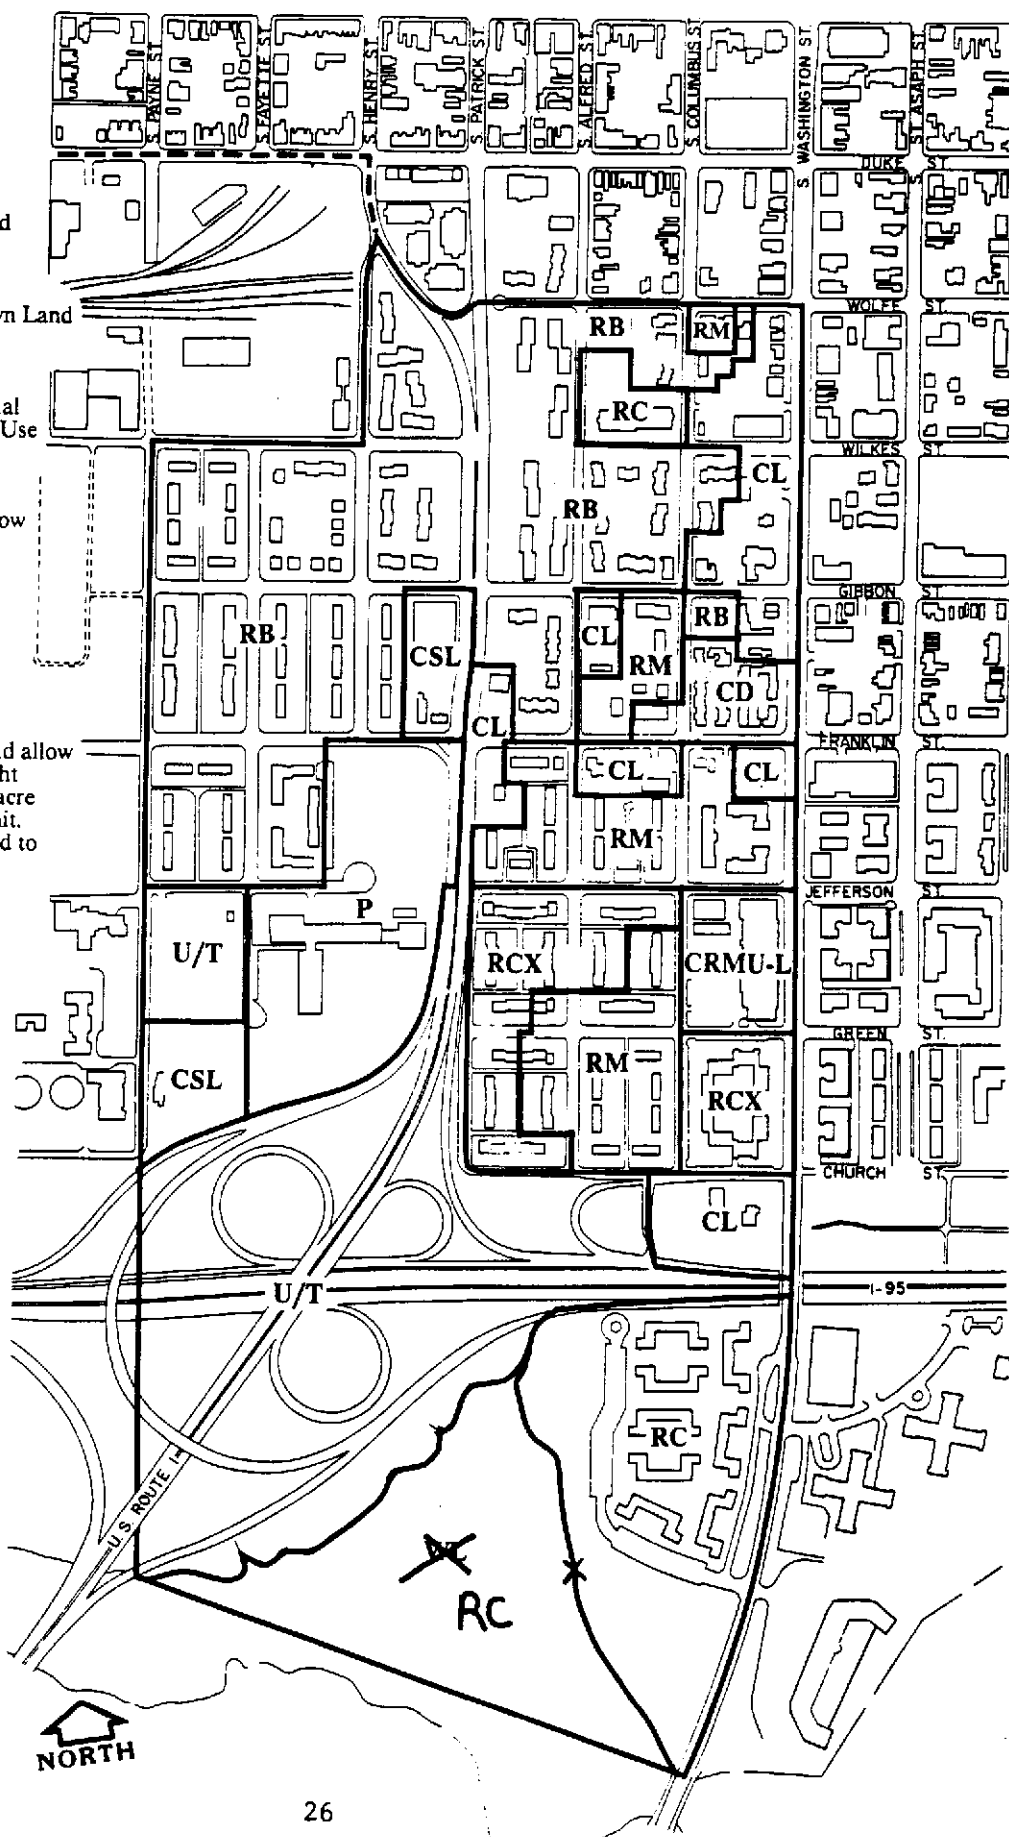 S. PAYNE ST.
S. FAYETTE ST.
S. HENRY ST.
S. PATRICK ST.
S. ALFRED ST.
S. COLUMBUS ST.
S. WASHINGTON ST.
S. ST. ASAPH ST.
DUKE ST.
d
n Land
WOLFE ST.
RB
RM
al
RC
Use
WILKES ST.
CL
RB
ow
GIBBON ST.
RB
CL
RB
CSL
RM
CD
CL
FRANKLIN ST.
d allow
ht
acre
it.
d to
CL
CL
RM
JEFFERSON ST.
P
U/T
RCX
CRMU-L
GREEN ST.
CSL
RM
RCX
CHURCH ST.
CL
U/T
I-95
RC
U.S. ROUTE 1
RC
NORTH
26